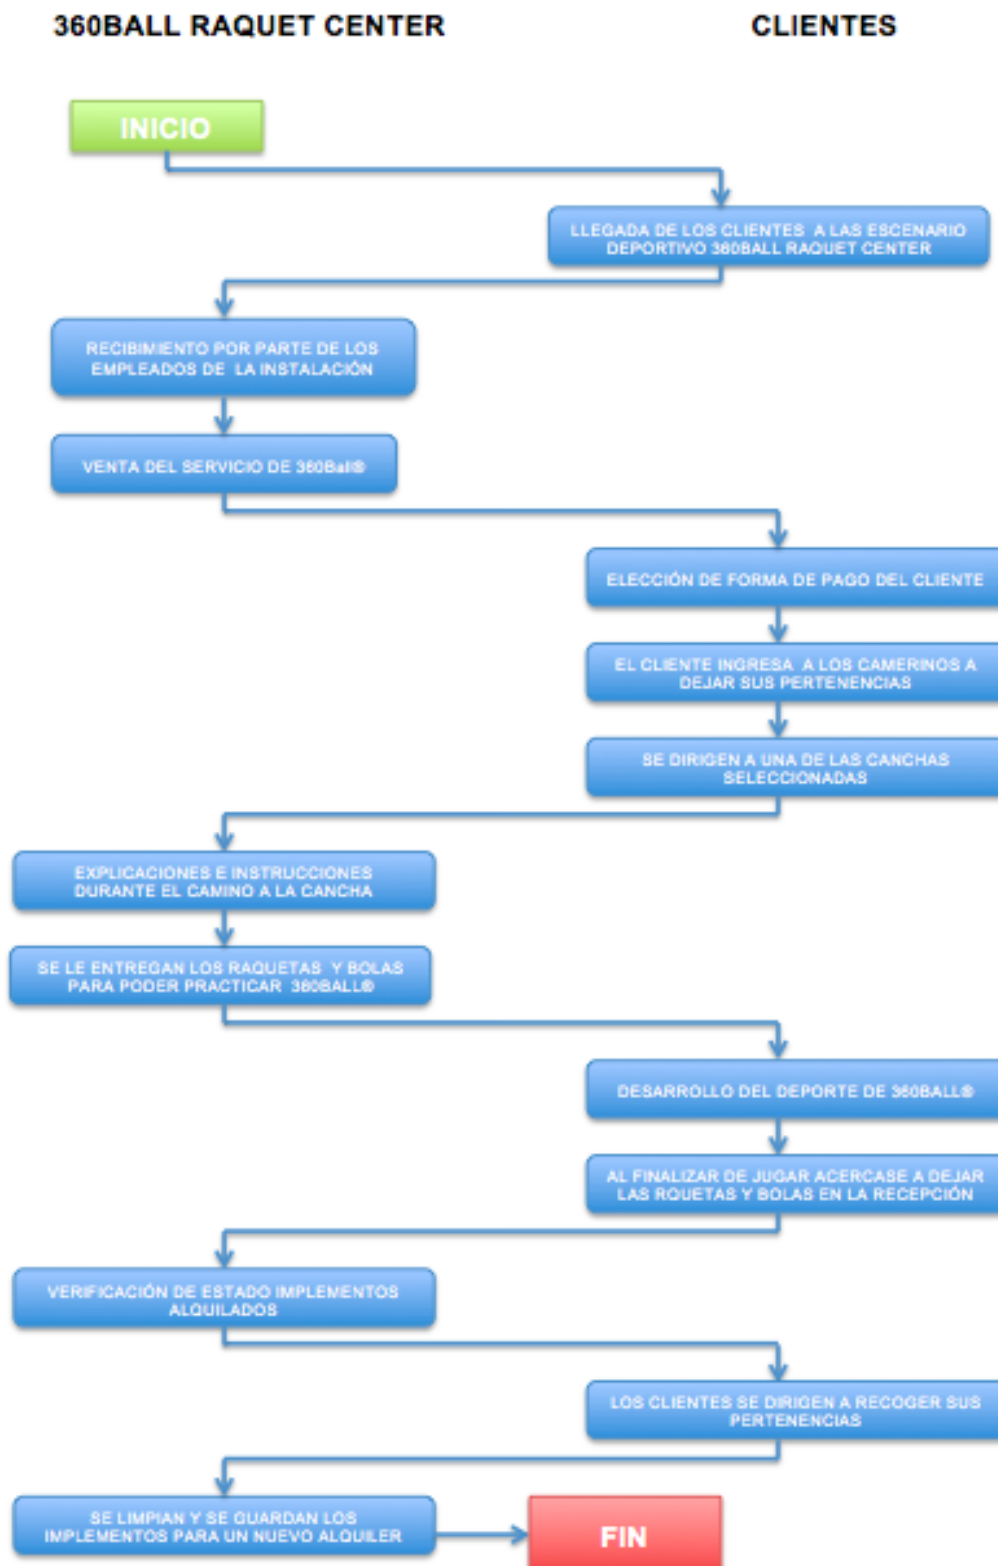 360BALL RAQUET CENTER
CLIENTES
INICIO
LLEGADA DE LOS CLIENTES A LAS ESCENARIO
DEPORTIVO 360BALL RAQUET CENTER
RECIBIMIENTO POR PARTE DE LOS
EMPLEADOS DE LA INSTALACIÓN
VENTA DEL SERVICIO DE 360Ball®
ELECCIÓN DE FORMA DE PAGO DEL CLIENTE
EL CLIENTE INGRESA A LOS CAMERINOS A
DEJAR SUS PERTENENCIAS
SE DIRIGEN A UNA DE LAS CANCHAS
SELECCIONADAS
EXPLICACIONES E INSTRUCCIONES
DURANTE EL CAMINO A LA CANCHA
SE LE ENTREGAN LOS RAQUETAS Y BOLAS
PARA PODER PRACTICAR 360BALL®
DESARROLLO DEL DEPORTE DE 360BALL®
AL FINALIZAR DE JUGAR ACERCASE A DEJAR
LAS RQUETAS Y BOLAS EN LA RECEPCIÓN
VERIFICACIÓN DE ESTADO IMPLEMENTOS
ALQUILADOS
LOS CLIENTES SE DIRIGEN A RECOGER SUS
PERTENENCIAS
SE LIMPIAN Y SE GUARDAN LOS
IMPLEMENTOS PARA UN NUEVO ALQUILER
FIN